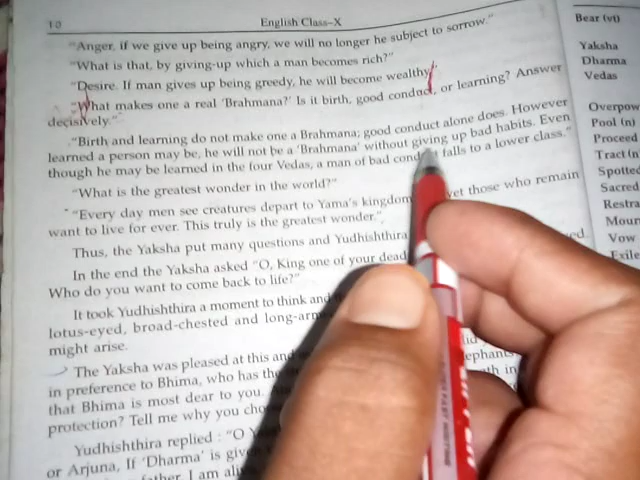 10 English Class–X
"Anger, if we give up being angry, we will no longer he subject to sorrow."
"What is that, by giving-up which a man becomes rich?"
"Desire. If man gives up being greedy, he will become wealthy
"What makes one a real 'Brahmana?' Is it birth, good conduct, or learning? Answer
decisively."
"Birth and learning do not make one a Brahmana; good conduct alone does. However
learned a person may be, he will not be a 'Brahmana' without giving up bad habits. Even
though he may be learned in the four Vedas, a man of bad falls to a lower class."
"What is the greatest wonder in the world?"
"Every day men see creatures depart to Yama's kingdom yet those who remain
want to live for ever. This truly is the greatest wonder."
Thus, the Yaksha put many questions and Yudhishthira
In the end the Yaksha asked "O, King one of your dead
Who do you want to come back to life?"
It took Yudhishthira a moment to think and
lotus-eyed, broad-chested and
might arise.
The Yaksha was pleased at this and
in preference to Bhima, who has the
that Bhima is most dear to you.
protection? Tell me why you
Yudhishthira replied : "O
or Arjuna, If 'Dharma' is
I am
Bear (vt)
Yaksha
Dharma
Vedas
Overpow
Pool (n)
Proceed
Tract (n
Spotted
Sacred
Restra
Mour
Vow
Exile